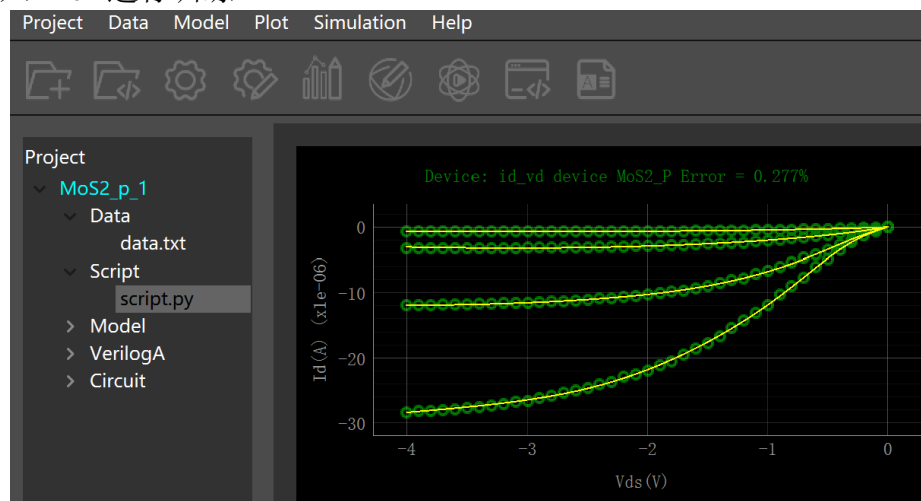 Project Data Model Plot Simulation Help
Project
MoS2_p_1
Data
data.txt
Script
script.py
Model
VerilogA
Circuit
Device: id_vd device MoS2_P Error = 0.277%
Id(A) (x1e-06)
0
-10
-20
-30
-4 -3 -2 -1 0
Vds(V)